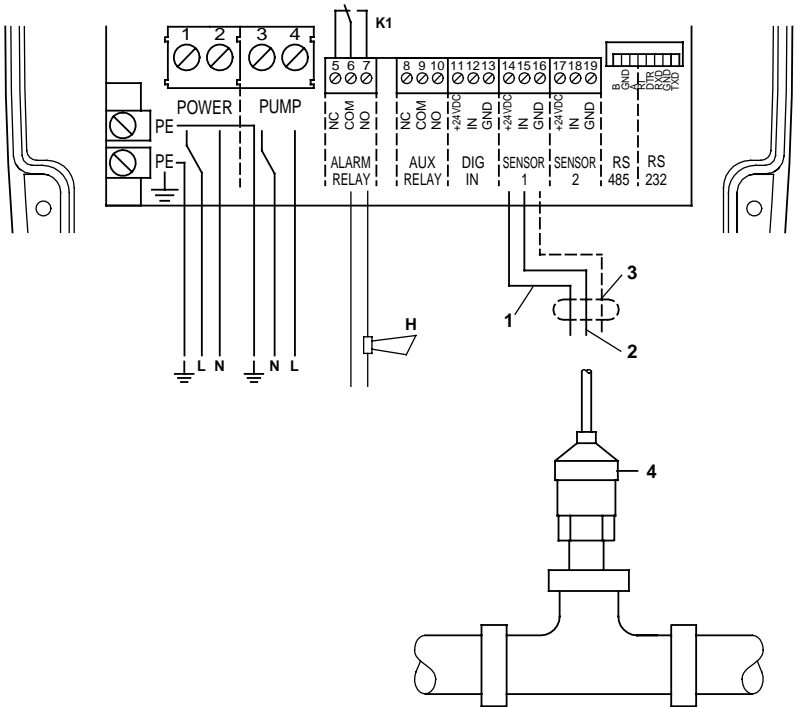 K1
1 2 3 4
5 6 7 8 9 10 11 12 13 14 15 16 17 18 19
POWER PUMP
PE
PE
NC COM NO
NC COM NO
+24VDC IN GND
+24VDC IN GND
+24VDC IN GND
B GND A RI DTR RXD GND TXD
ALARM RELAY
AUX RELAY
DIG IN
SENSOR 1
SENSOR 2
RS 485
RS 232
3
1
H
2
L N N L
4